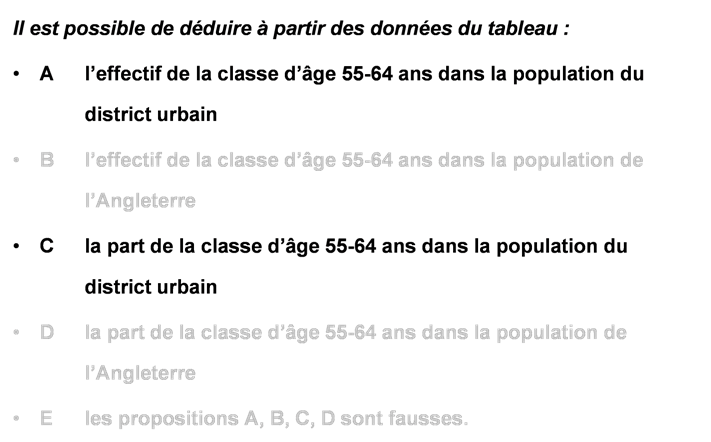 Il est possible de déduire à partir des données du tableau :
• A l'effectif de la classe d'âge 55-64 ans dans la population du
district urbain
• B l'effectif de la classe d'âge 55-64 ans dans la population de
l'Angleterre
• C la part de la classe d'âge 55-64 ans dans la population du
district urbain
• D la part de la classe d'âge 55-64 ans dans la population de
l'Angleterre
• E les propositions A, B, C, D sont fausses.